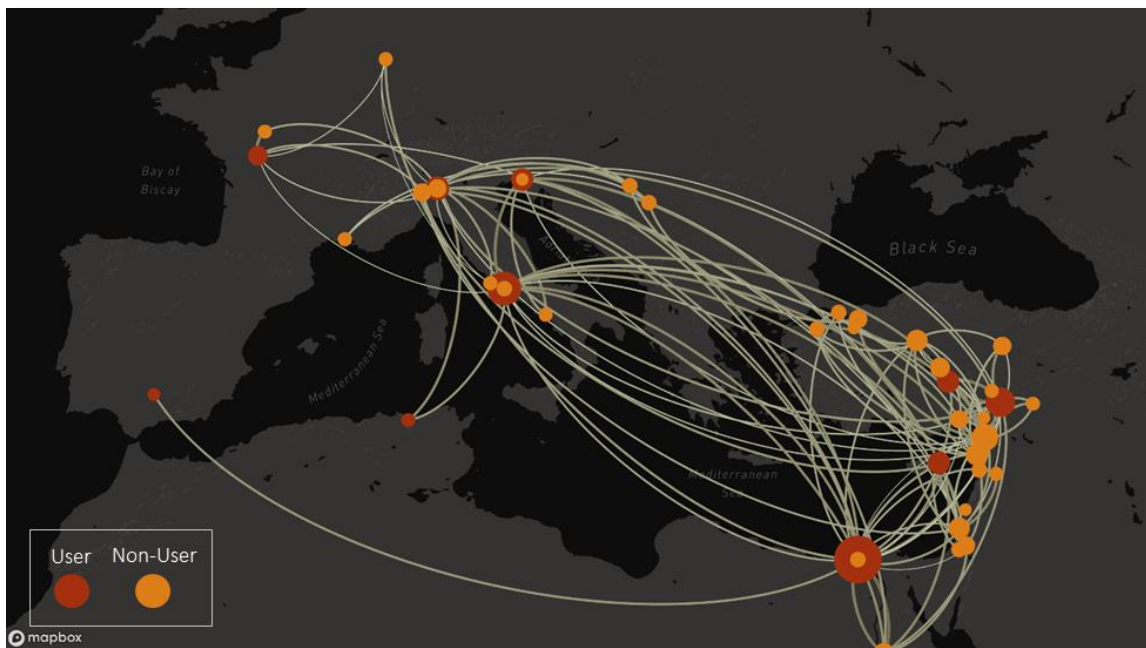 Bay of
Biscay
Black Sea
Mediterranean Sea
Mediterranean
Sea
User
Non-User
mapbox